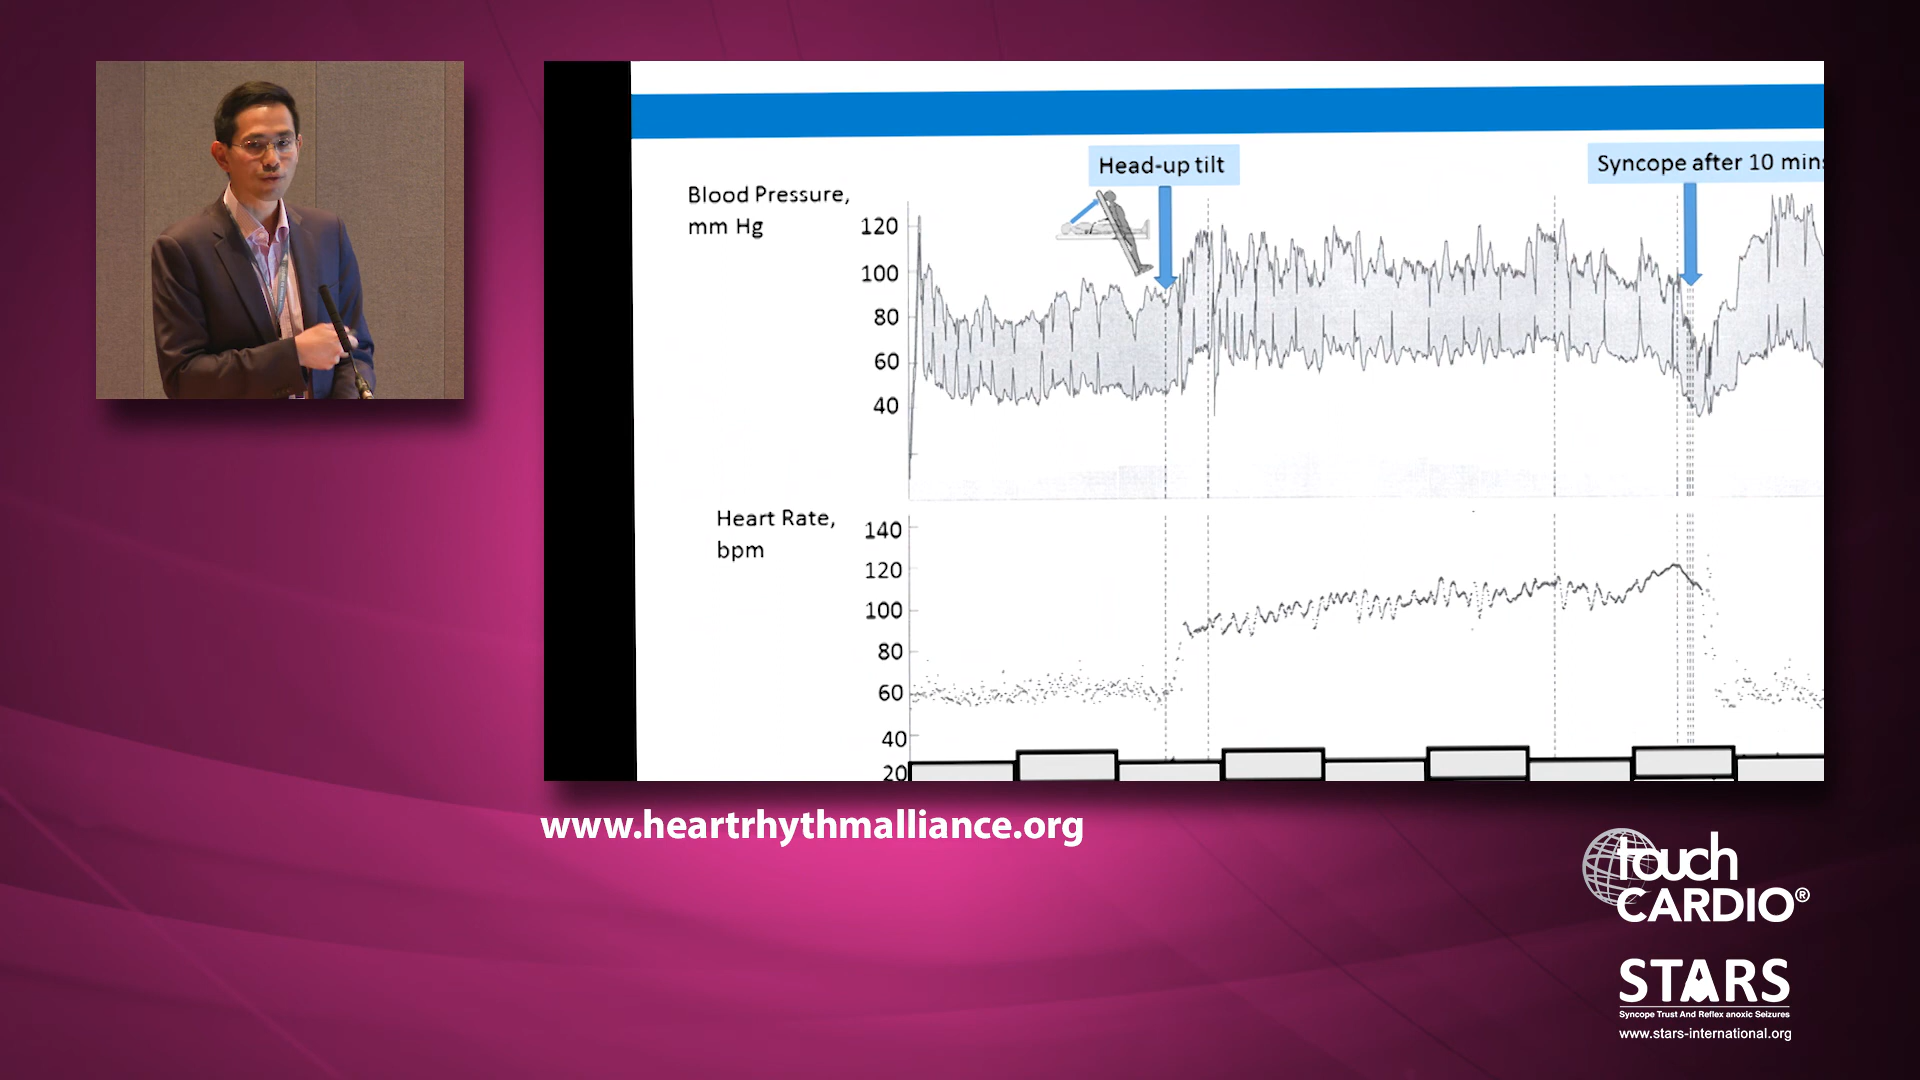 Head-up tilt
Syncope after 10 mins
Blood Pressure,
mm Hg
120
100
80
60
40
Heart Rate,
bpm
140
120
100
80
60
40
20
www.heartrhythmalliance.org
touch
CARDIO®
STARS
Syncope Trust And Reflex anoxic Seizures
www.stars-international.org